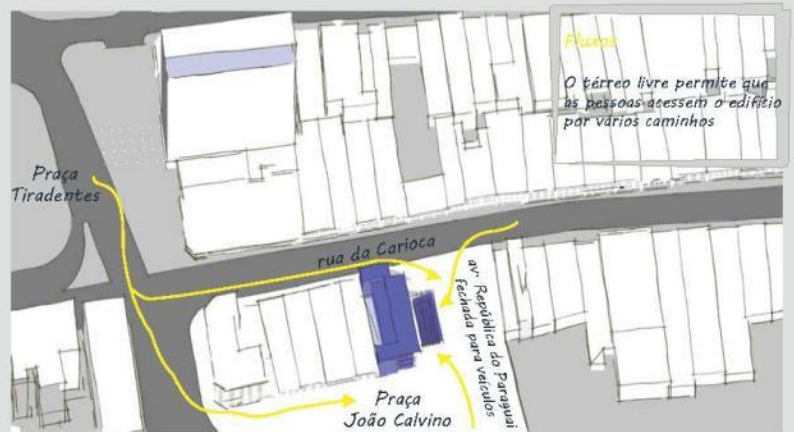 Fluxos
O térreo livre permite que
as pessoas acessem o edifício
por vários caminhos
Praça
Tiradentes
rua da Carioca
av. República do Paraguai
fechada para veículos
Praça
João Calvino